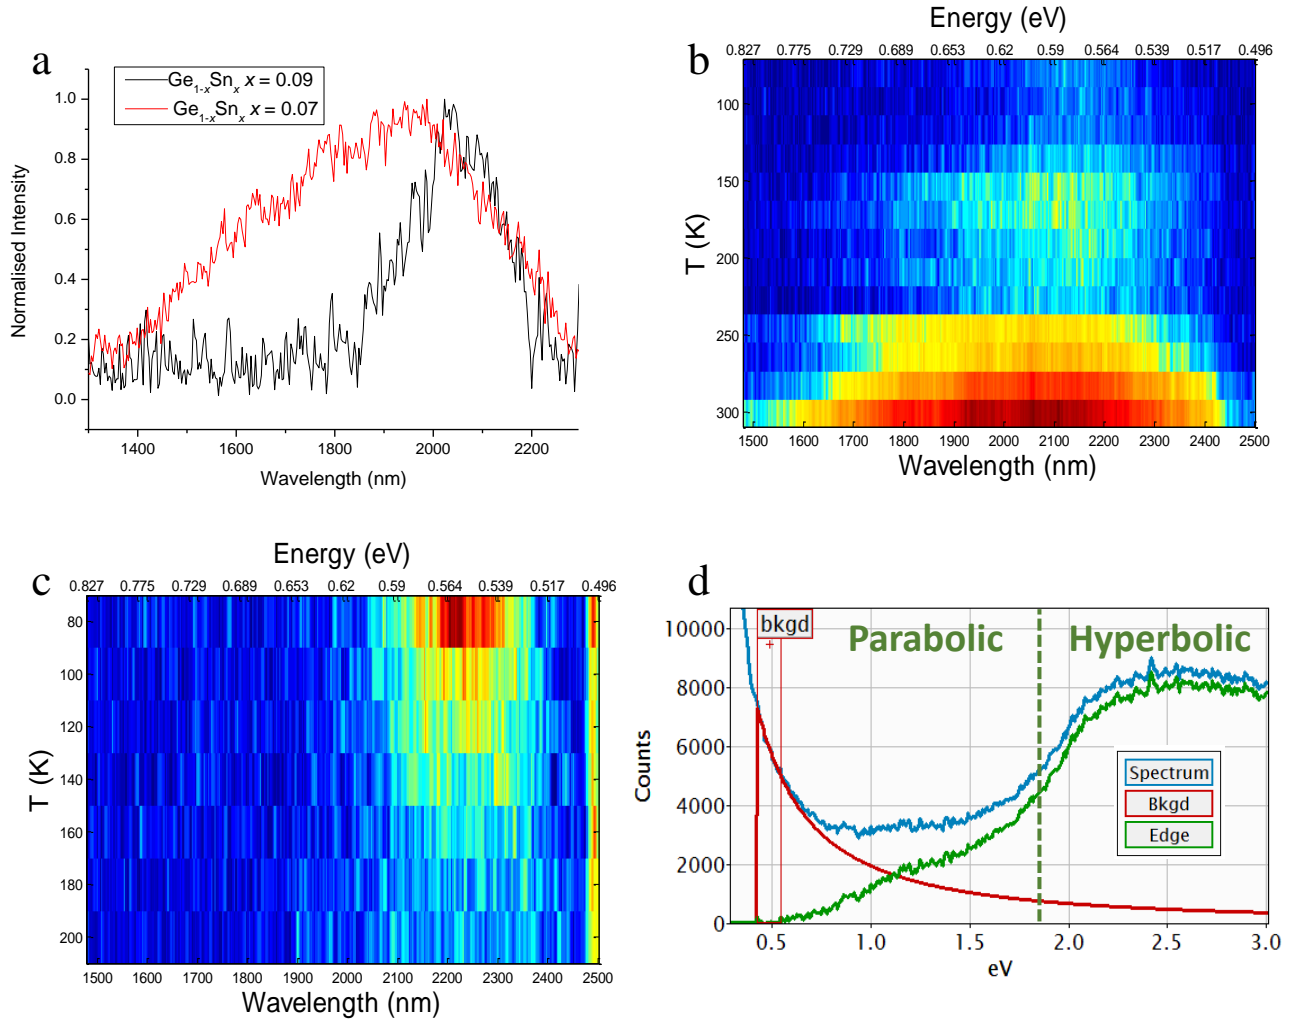 a
Ge1-xSnx x = 0.09
Ge1-xSnx x = 0.07
Normalised Intensity
1.0
0.8
0.6
0.4
0.2
0.0
1400 1600 1800 2000 2200
Wavelength (nm)
b
Energy (eV)
0.827 0.775 0.729 0.689 0.653 0.62 0.59 0.564 0.539 0.517 0.496
T (K)
100
150
200
250
300
1500 1600 1700 1800 1900 2000 2100 2200 2300 2400 2500
Wavelength (nm)
c
Energy (eV)
0.827 0.775 0.729 0.689 0.653 0.62 0.59 0.564 0.539 0.517 0.496
T (K)
80
100
120
140
160
180
200
1500 1600 1700 1800 1900 2000 2100 2200 2300 2400 2500
Wavelength (nm)
d
bkgd
Parabolic Hyperbolic
Counts
10000
8000
6000
4000
2000
0
Spectrum
Bkgd
Edge
0.5 1.0 1.5 2.0 2.5 3.0
eV